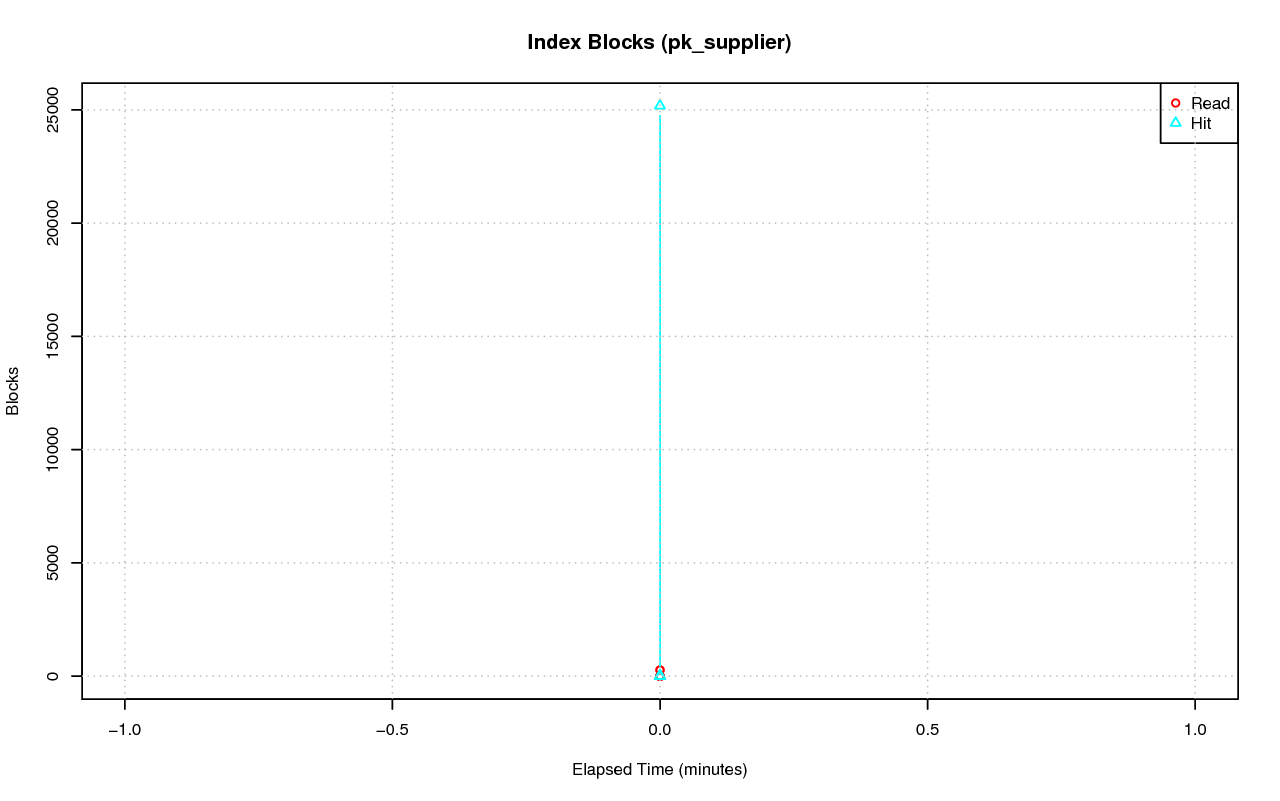 Index Blocks (pk_supplier)
Read
Hit
25000
20000
15000
10000
5000
0
Blocks
−1.0
−0.5
0.0
0.5
1.0
Elapsed Time (minutes)